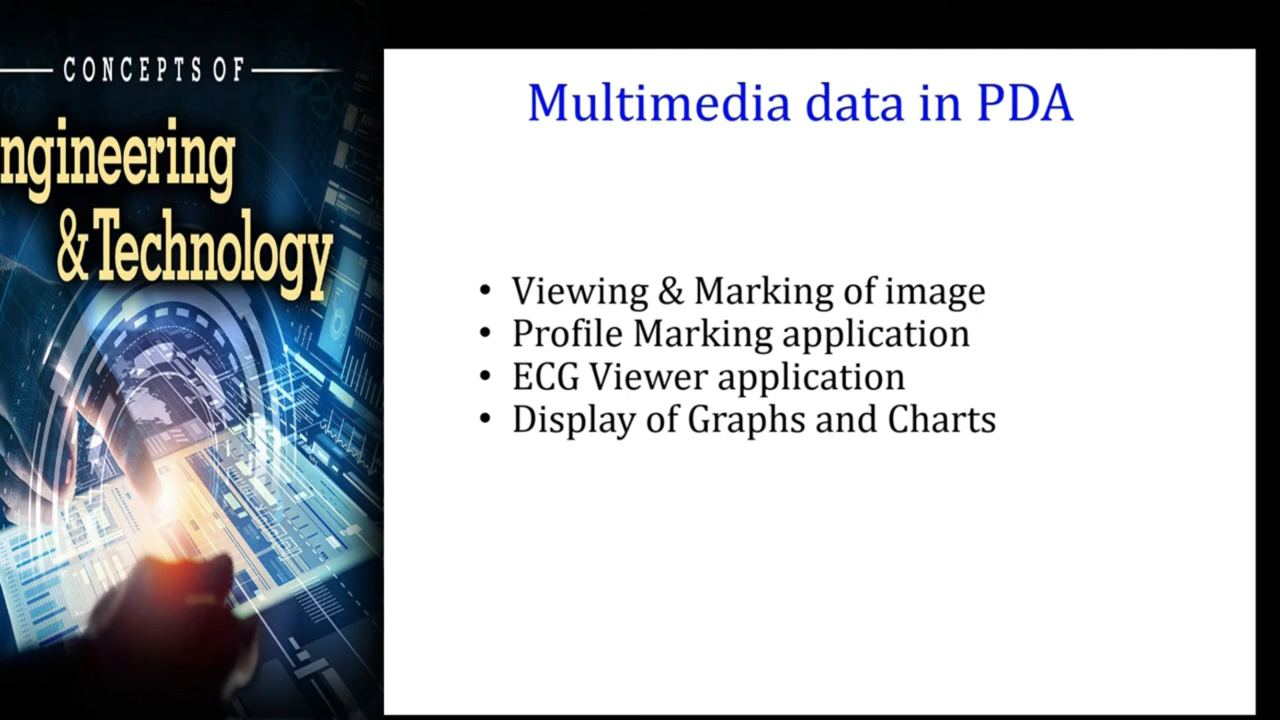 CONCEPTS OF
ngineering
& Technology
Multimedia data in PDA
• Viewing & Marking of image
• Profile Marking application
• ECG Viewer application
• Display of Graphs and Charts